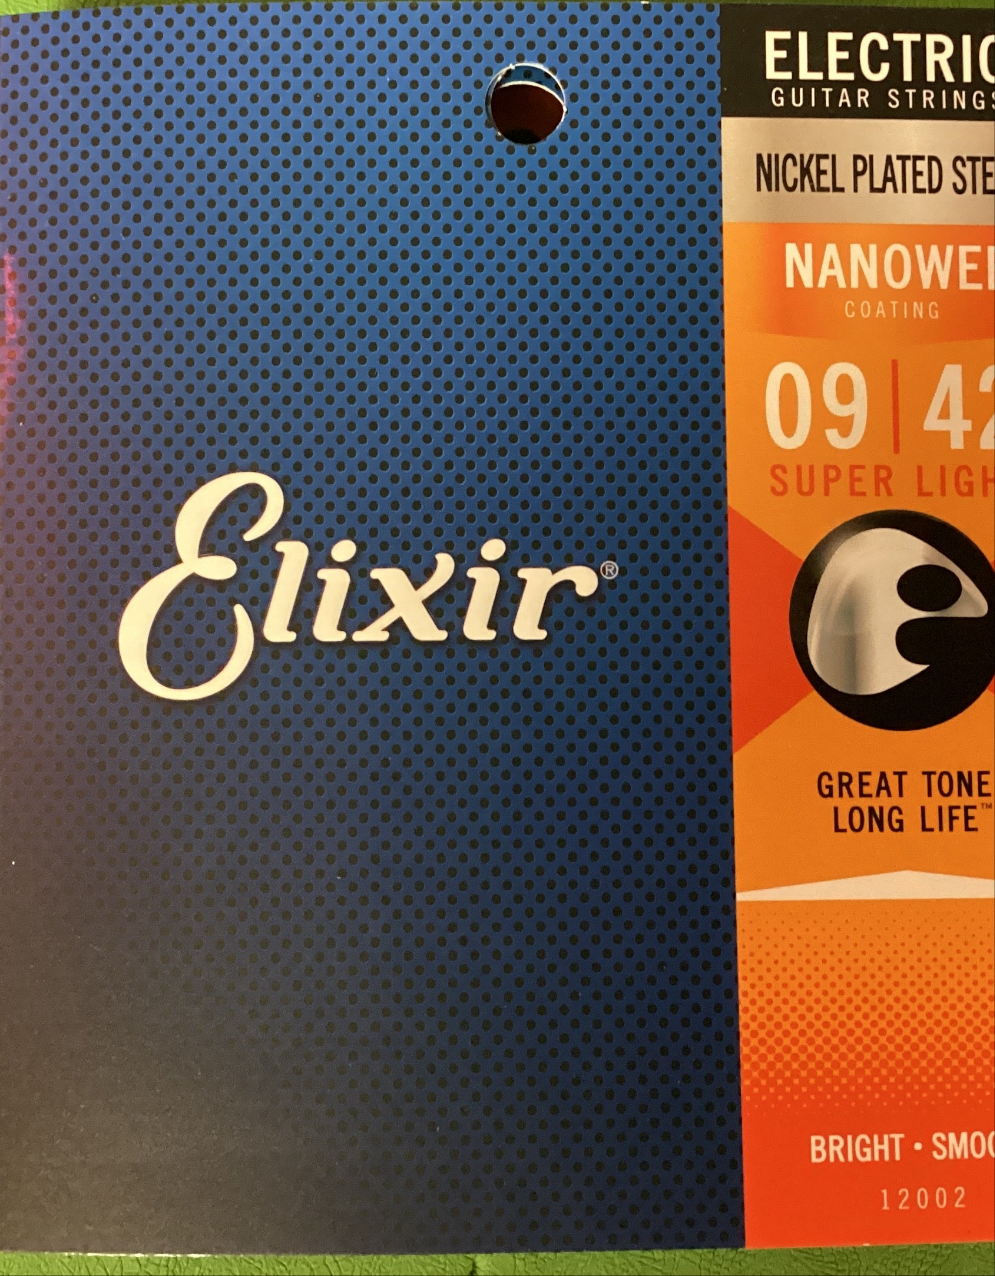 Elixir®
ELECTRIC
GUITAR STRINGS
NICKEL PLATED STE
NANOWE
COATING
09 | 42
SUPER LIGH
GREAT TONE
LONG LIFE™
BRIGHT • SMOO
12002